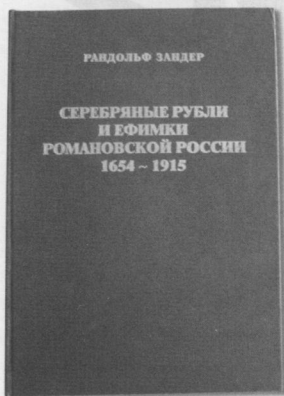 РАНДОЛЬФ ЗАНДЕР
СЕРЕБРЯНЫЕ РУБЛИ
И ЕФИМКИ
РОМАНОВСКОЙ РОССИИ
1654 ~ 1915